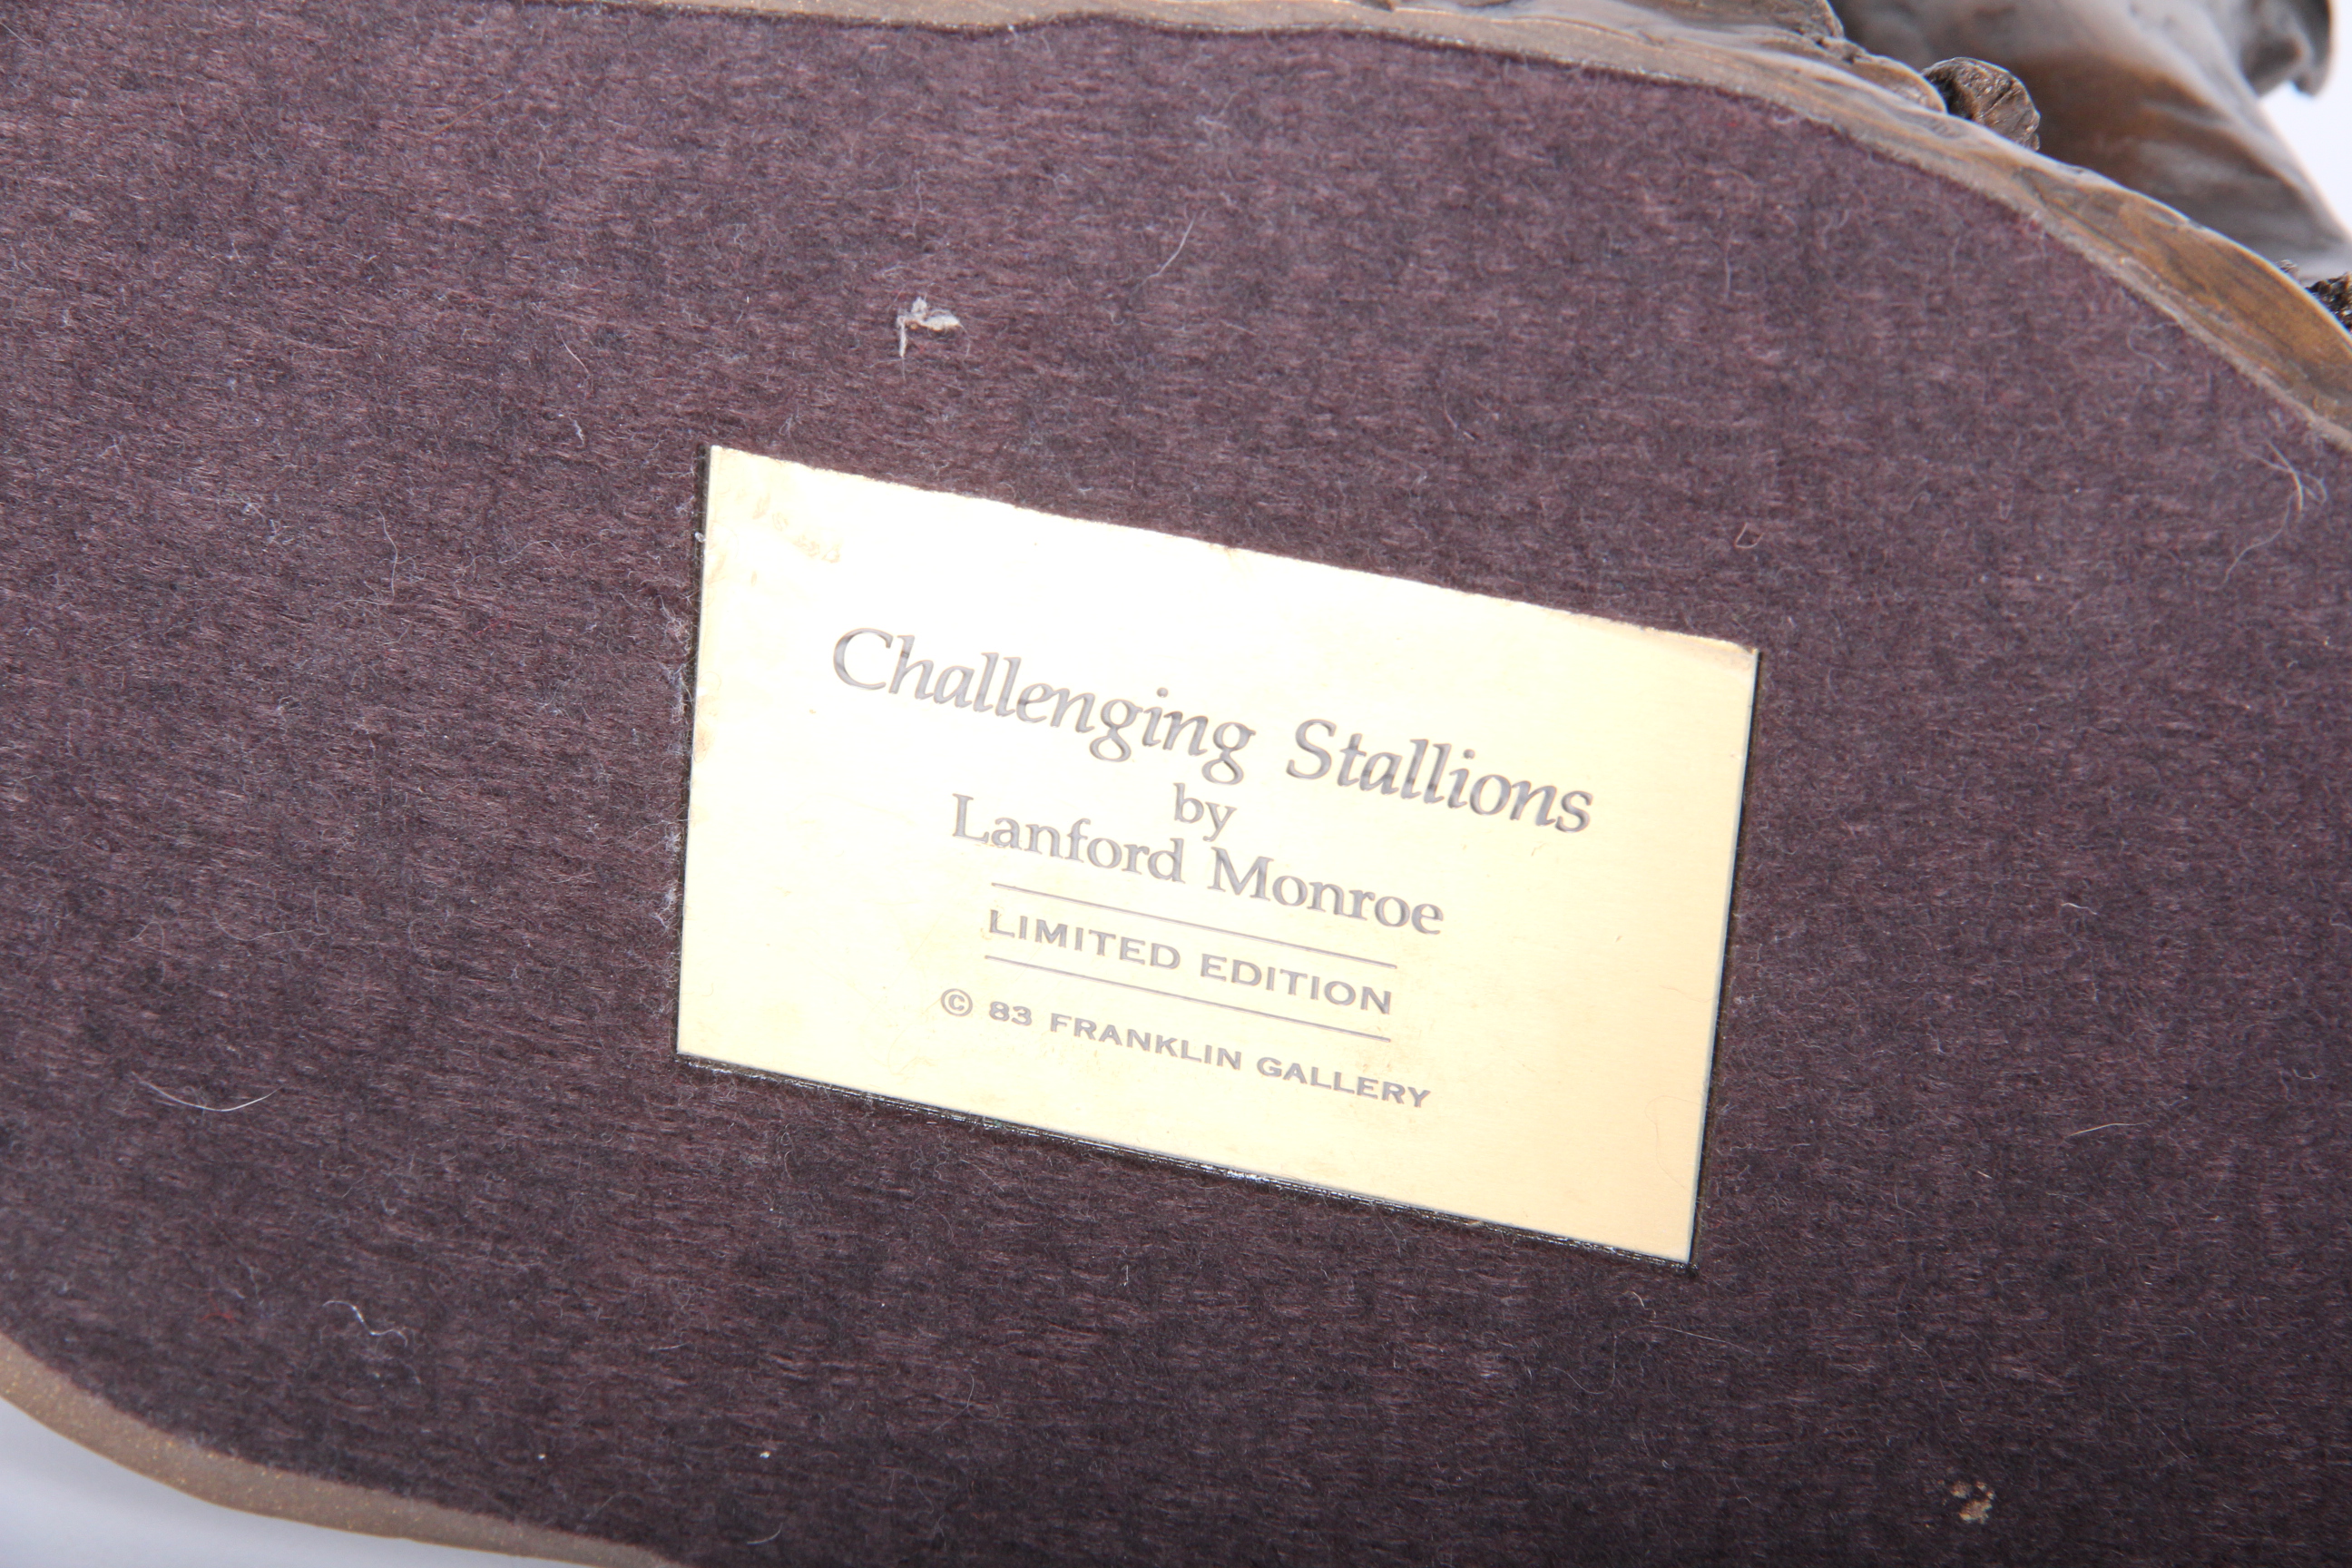 Challenging Stallions
by
Lanford Monroe
LIMITED EDITION
© 83 FRANKLIN GALLERY